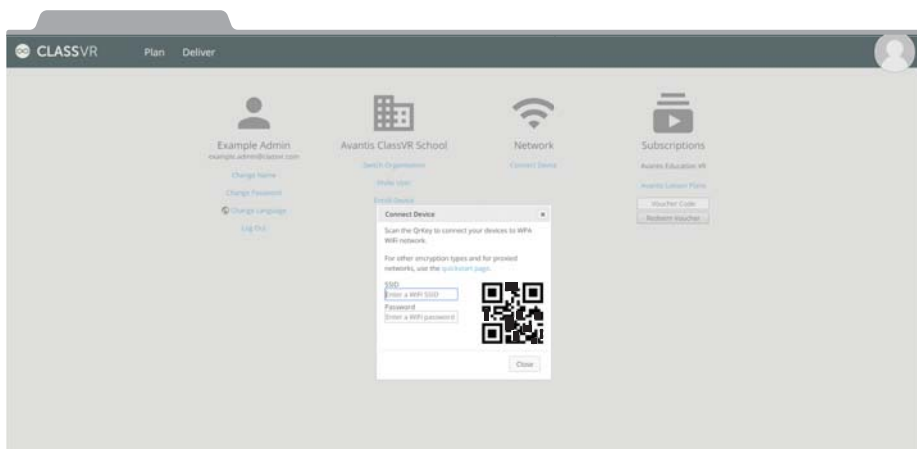 CLASSVR Plan Deliver
Example Admin
example.admin@classvr.com
Change Name
Change Password
Change Language
Log Out
Avantis ClassVR School
Switch Organisation
Invite User
Enroll Device
Network
Connect Device
Subscriptions
Avantis Education VR
Avantis Lesson Plans
Voucher Code
Redeem Voucher
Connect Device
Scan the QrKey to connect your devices to WPA
WiFi network.
For other encryption types and for proxied
networks, use the quickstart page.
SSID
Enter a WiFi SSID
Password
Enter a WiFi password
Close